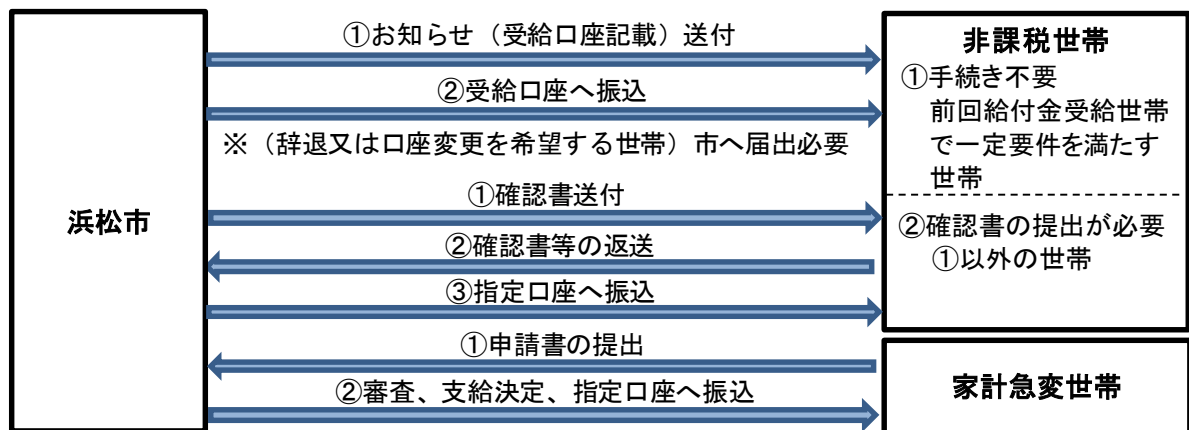 浜松市
①お知らせ（受給口座記載）送付
②受給口座へ振込
※（辞退又は口座変更を希望する世帯）市へ届出必要
①確認書送付
②確認書等の返送
③指定口座へ振込
①申請書の提出
②審査、支給決定、指定口座へ振込
非課税世帯
①手続き不要
前回給付金受給世帯
で一定要件を満たす
世帯
②確認書の提出が必要
①以外の世帯
家計急変世帯